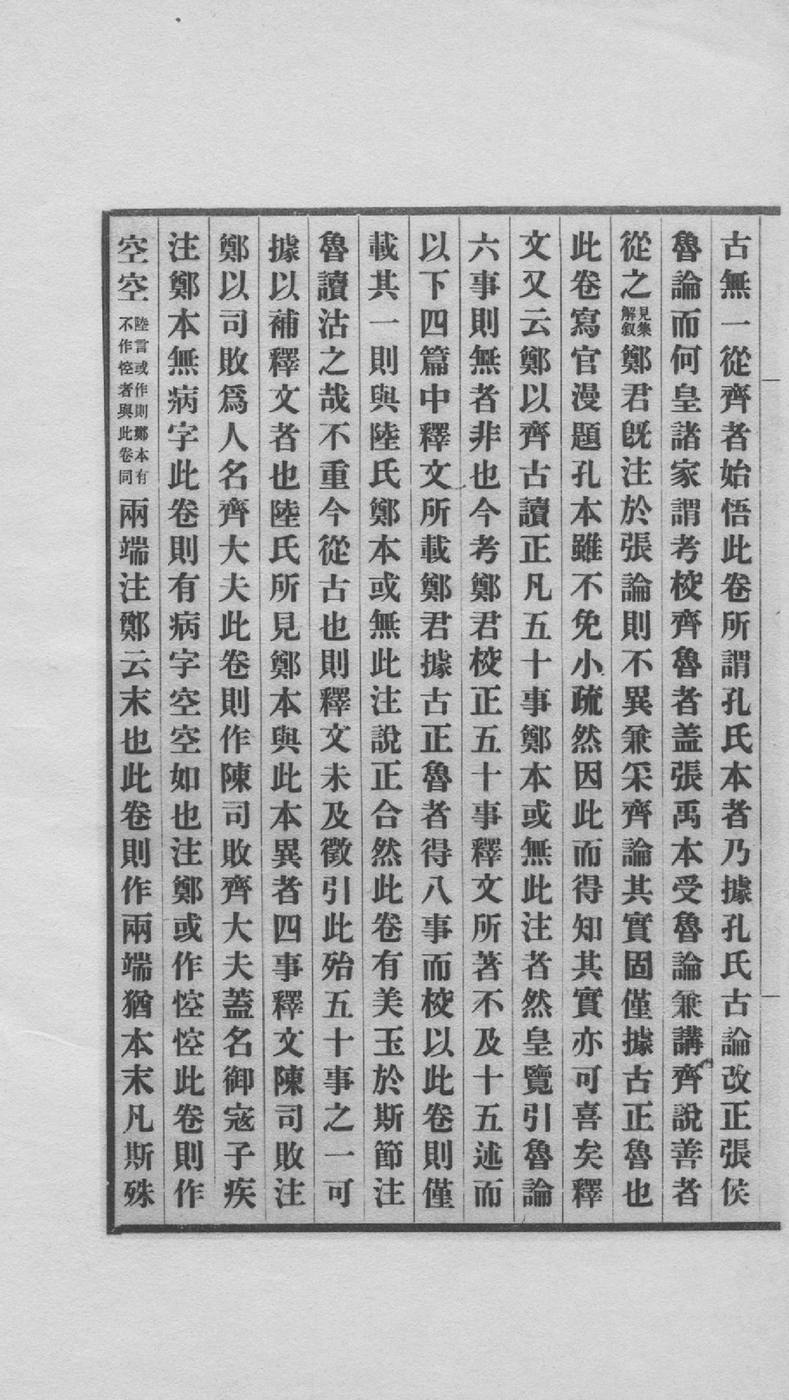 古無一從齊者始悟此卷所謂孔氏本者乃據孔氏古論改正張侯
魯論而何皇諸家謂考校齊魯者盖張禹本受魯論兼講齊說善者
從之見集解叙鄭君旣注於張論則不異兼采齊論其實固僅據古正魯也
此卷寫官漫題孔本雖不免小疏然因此而得知其實亦可喜矣釋
文又云鄭以齊古讀正凡五十事鄭本或無此注者然皇覽引魯論
六事則無者非也今考鄭君校正五十事釋文所著不及十五述而
以下四篇中釋文所載鄭君據古正魯者得八事而校以此卷則僅
載其一則與陸氏鄭本或無此注說正合然此卷有美玉於斯節注
魯讀沽之哉不重今從古也則釋文未及徵引此殆五十事之一可
據以補釋文者也陸氏所見鄭本與此本異者四事釋文陳司敗注
鄭以司敗爲人名齊大夫此卷則作陳司敗齊大夫蓋名御寇子疾
注鄭本無病字此卷則有病字空空如也注鄭或作悾悾此卷則作
空空陸言或作則鄭本有不作悾者與此卷同兩端注鄭云末也此卷則作兩端猶本末凡斯殊